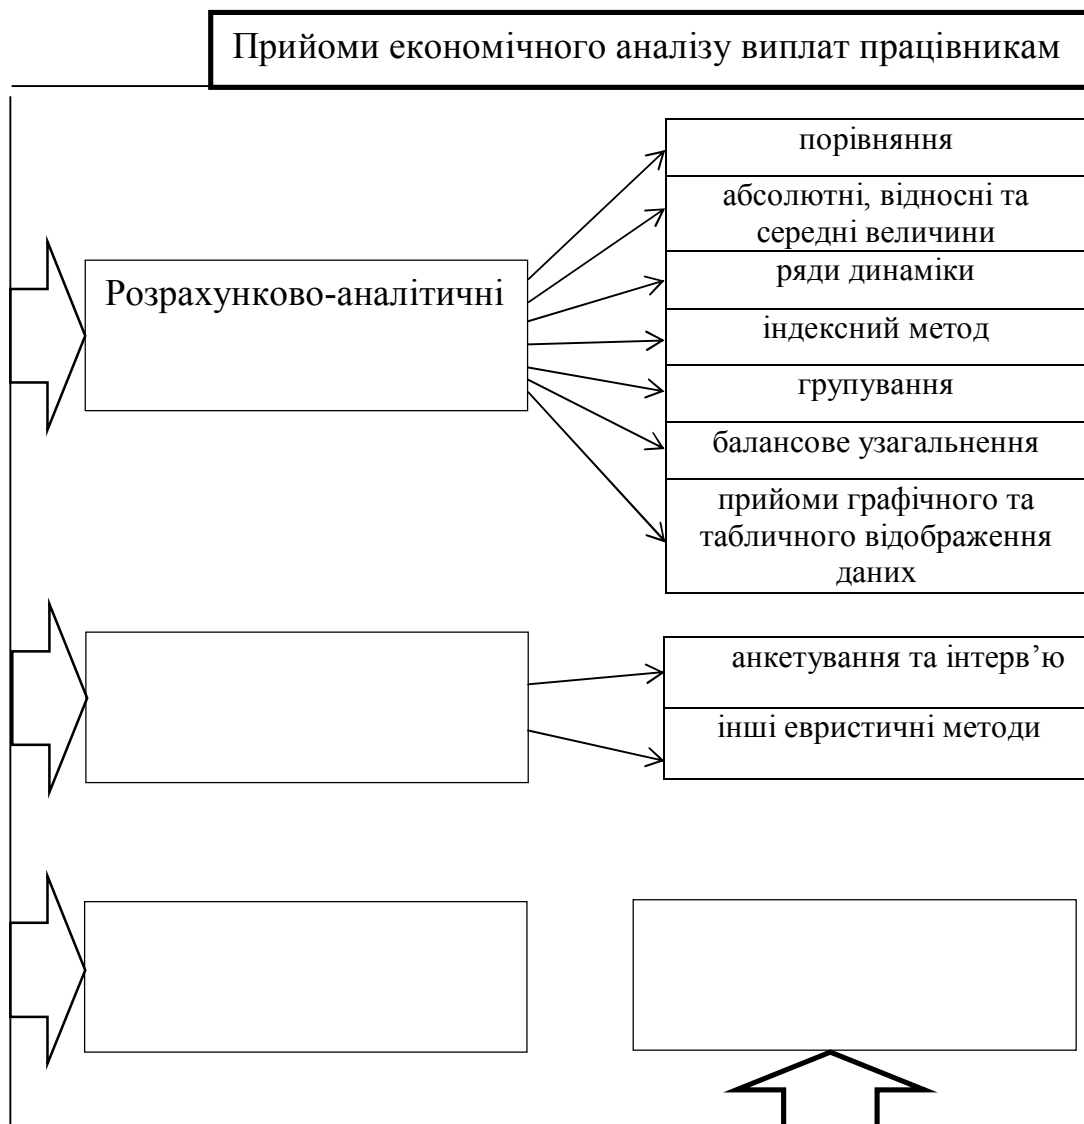 Прийоми економічного аналізу виплат працівникам
порівняння
абсолютні, відносні та
середні величини
Розрахунково-аналітичні
ряди динаміки
індексний метод
групування
балансове узагальнення
прийоми графічного та
табличного відображення
даних
анкетування та інтерв’ю
інші евристичні методи